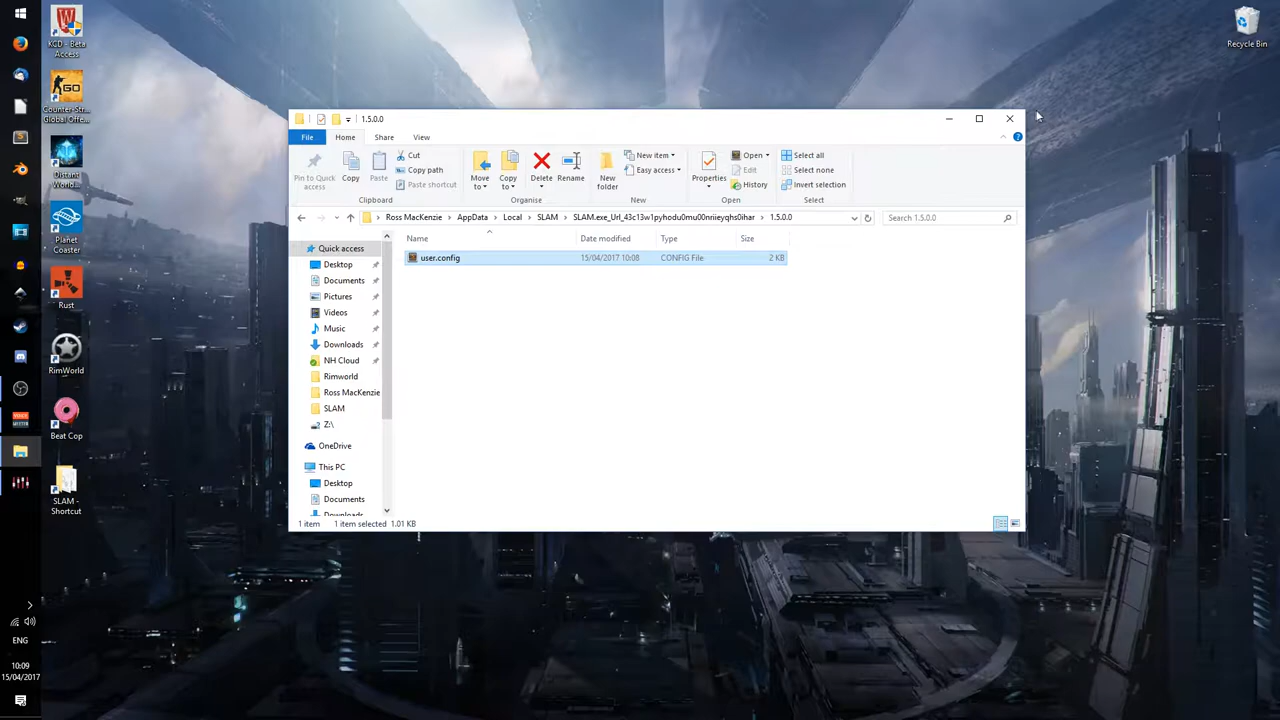 KCD - Beta
Access
Counter-Str...
Global Offe...
Distant
World...
Planet
Coaster
Rust
RimWorld
Beat Cop
SLAM -
Shortcut
ENG
10:09
15/04/2017
Recycle Bin
1.5.0.0
File Home Share View
Pin to Quick
access
Copy
Paste
Cut
Copy path
Paste shortcut
Clipboard
Move
to
Copy
to
Delete
Rename
Organise
New
folder
New item
Easy access
New
Properties
Open
Edit
History
Open
Select all
Select none
Invert selection
Select
Ross MacKenzie > AppData > Local > SLAM > SLAM.exe_Url_43c13w1pyhodu0mu00nriieyqhs0ihar > 1.5.0.0
Search 1.5.0.0
Name Date modified Type Size
user.config 15/04/2017 10:08 CONFIG File 2 KB
Quick access
Desktop
Documents
Pictures
Videos
Music
Downloads
NH Cloud
Rimworld
Ross MacKenzie
SLAM
Z:\
OneDrive
This PC
Desktop
Documents
Downloads
1 item 1 item selected 1.01 KB